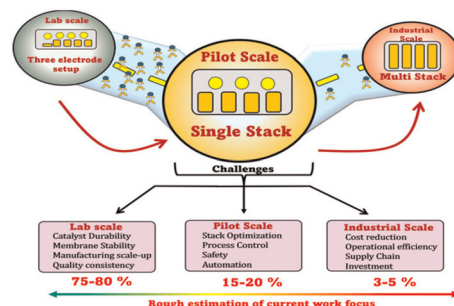 Lab scale
Three electrode setup
Pilot Scale
Single Stack
Industrial Scale
Multi Stack
Challenges
Lab scale
Catalyst Durability
Membrane Stability
Manufacturing scale-up
Quality consistency
75-80 %
Pilot Scale
Stack Optimization
Process Control
Safety
Automation
15-20 %
Industrial Scale
Cost reduction
Operational efficiency
Supply Chain
Investment
3-5 %
Rough estimation of current work focus